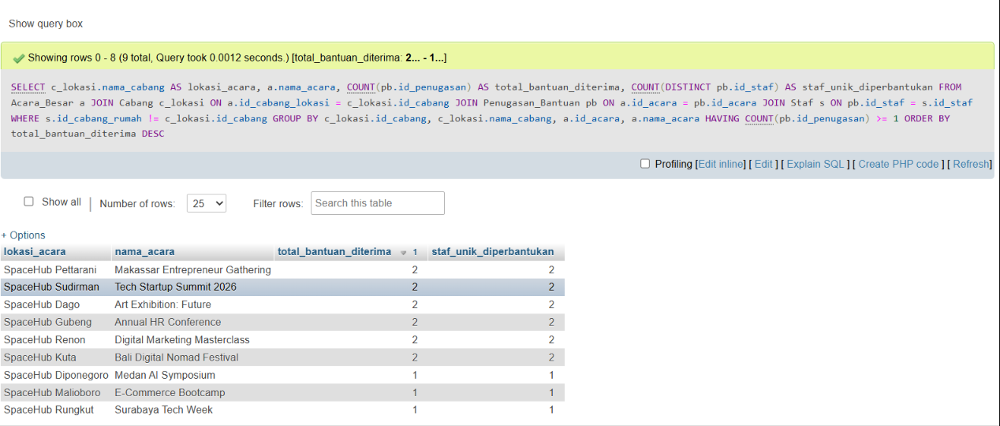 Show query box
Showing rows 0 - 8 (9 total, Query took 0.0012 seconds.) [total_bantuan_diterima: 2... - 1...]
SELECT c_lokasi.nama_cabang AS lokasi_acara, a.nama_acara, COUNT(pb.id_penugasan) AS total_bantuan_diterima, COUNT(DISTINCT pb.id_staf) AS staf_unik_diperbantukan FROM
Acara_Besar a JOIN Cabang c_lokasi ON a.id_cabang_lokasi = c_lokasi.id_cabang JOIN Penugasan_Bantuan pb ON a.id_acara = pb.id_acara JOIN Staf s ON pb.id_staf = s.id_staf
WHERE s.id_cabang_rumah != c_lokasi.id_cabang GROUP BY c_lokasi.id_cabang, c_lokasi.nama_cabang, a.id_acara, a.nama_acara HAVING COUNT(pb.id_penugasan) >= 1 ORDER BY
total_bantuan_diterima DESC
Profiling [Edit inline] [ Edit ] [ Explain SQL ] [ Create PHP code ] [ Refresh]
Show all | Number of rows: 25 Filter rows: Search this table
+ Options
lokasi_acara nama_acara total_bantuan_diterima 1 staf_unik_diperbantukan
SpaceHub Pettarani Makassar Entrepreneur Gathering 2 2
SpaceHub Sudirman Tech Startup Summit 2026 2 2
SpaceHub Dago Art Exhibition: Future 2 2
SpaceHub Gubeng Annual HR Conference 2 2
SpaceHub Renon Digital Marketing Masterclass 2 2
SpaceHub Kuta Bali Digital Nomad Festival 2 2
SpaceHub Diponegoro Medan AI Symposium 1 1
SpaceHub Malioboro E-Commerce Bootcamp 1 1
SpaceHub Rungkut Surabaya Tech Week 1 1